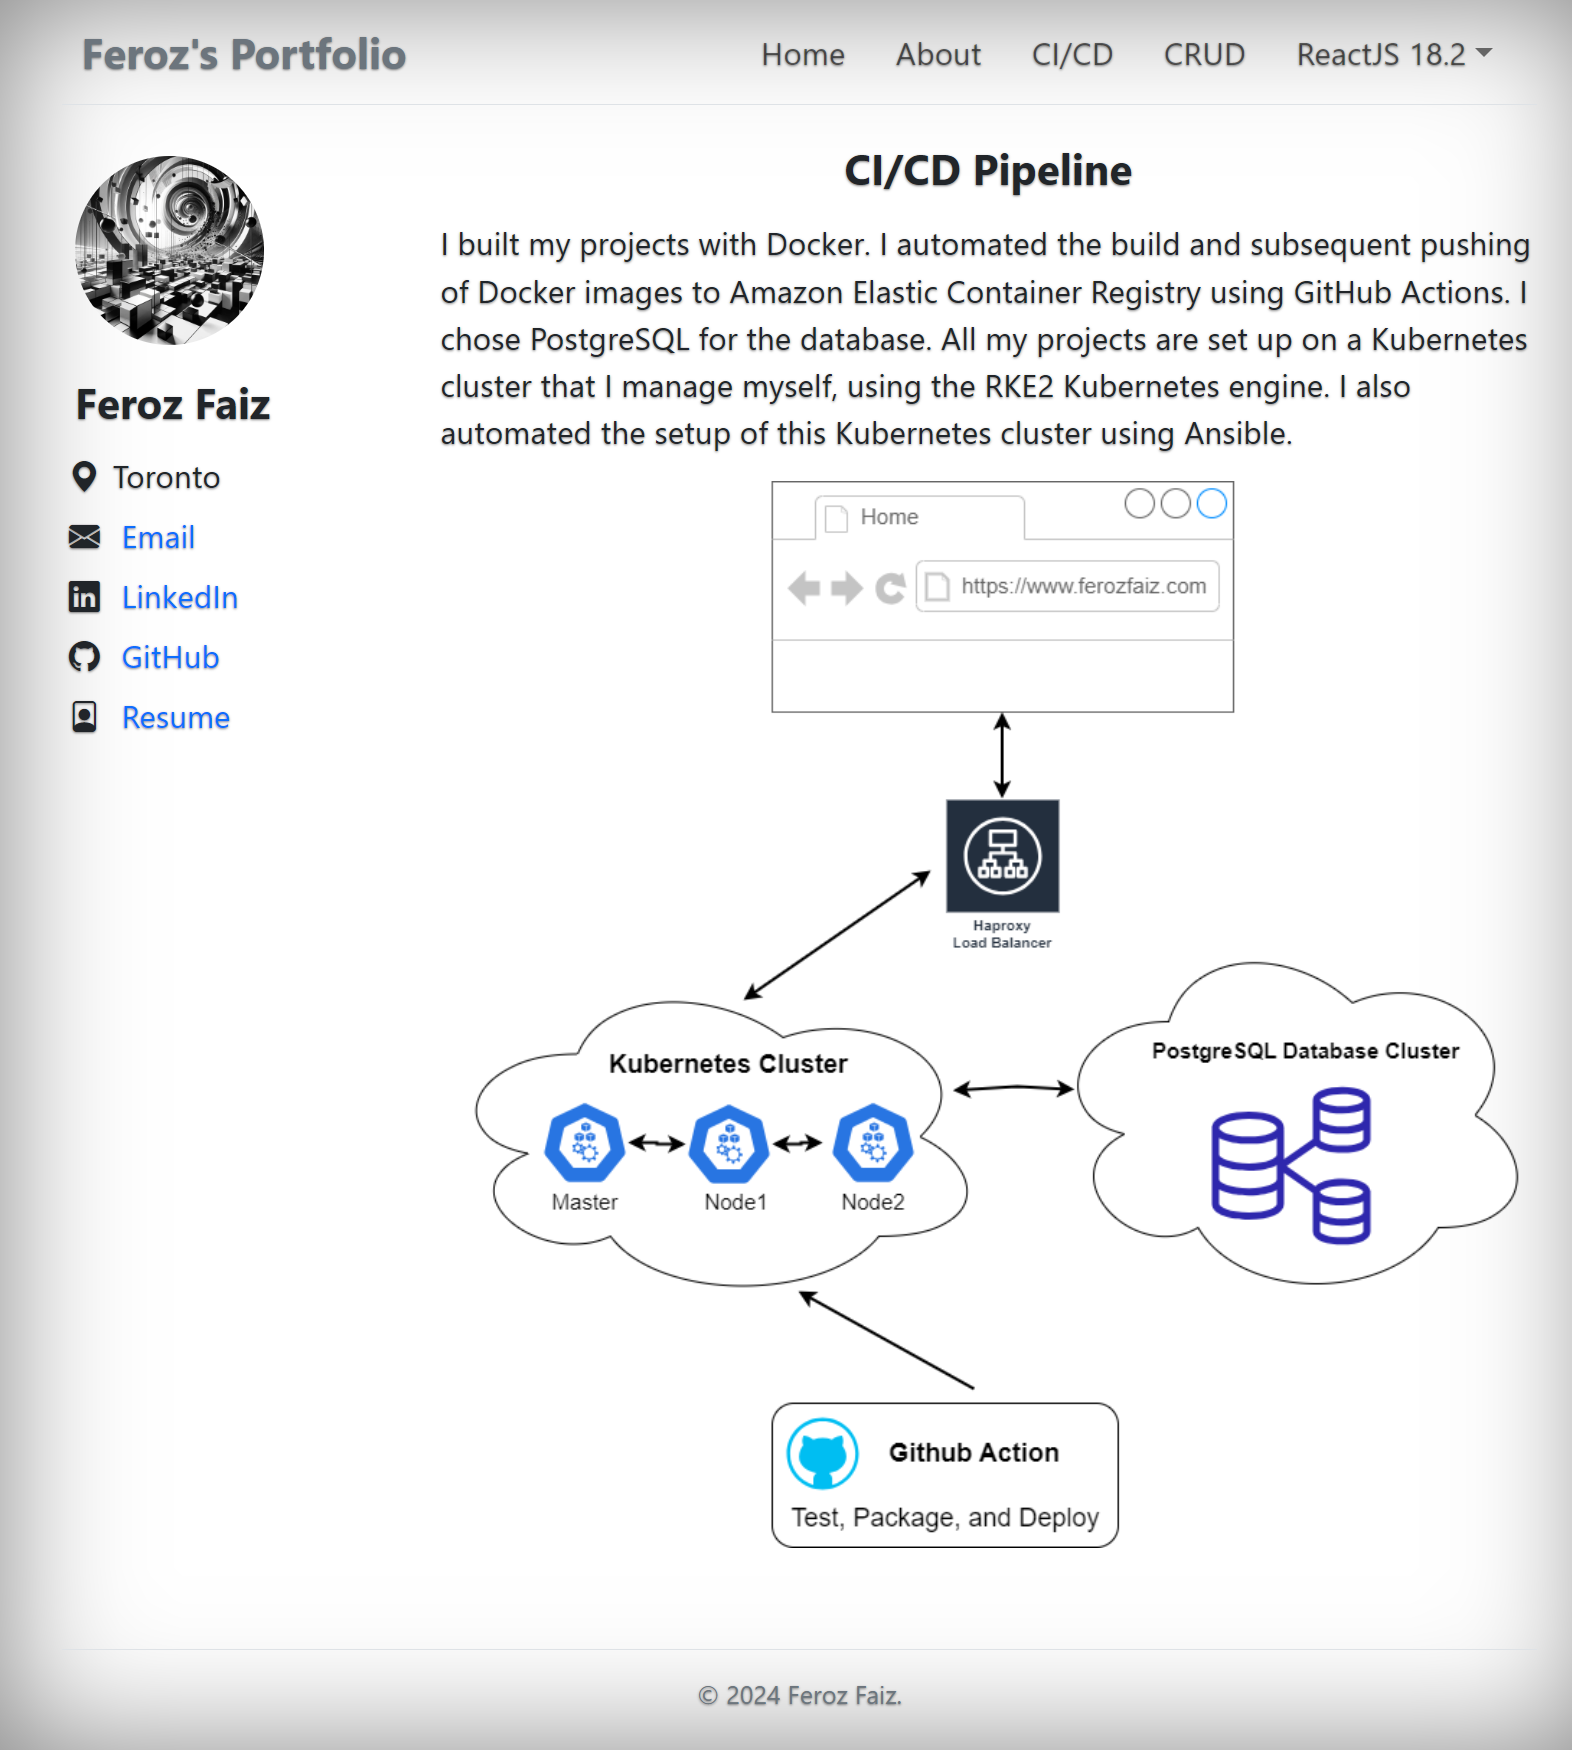 Feroz's Portfolio
Home About CI/CD CRUD ReactJS 18.2
CI/CD Pipeline
I built my projects with Docker. I automated the build and subsequent pushing
of Docker images to Amazon Elastic Container Registry using GitHub Actions. I
chose PostgreSQL for the database. All my projects are set up on a Kubernetes
cluster that I manage myself, using the RKE2 Kubernetes engine. I also
automated the setup of this Kubernetes cluster using Ansible.
Feroz Faiz
Toronto
Email
LinkedIn
GitHub
Resume
Home
https://www.ferozfaiz.com
Haproxy
Load Balancer
Kubernetes Cluster
Master Node1 Node2
PostgreSQL Database Cluster
Github Action
Test, Package, and Deploy
© 2024 Feroz Faiz.